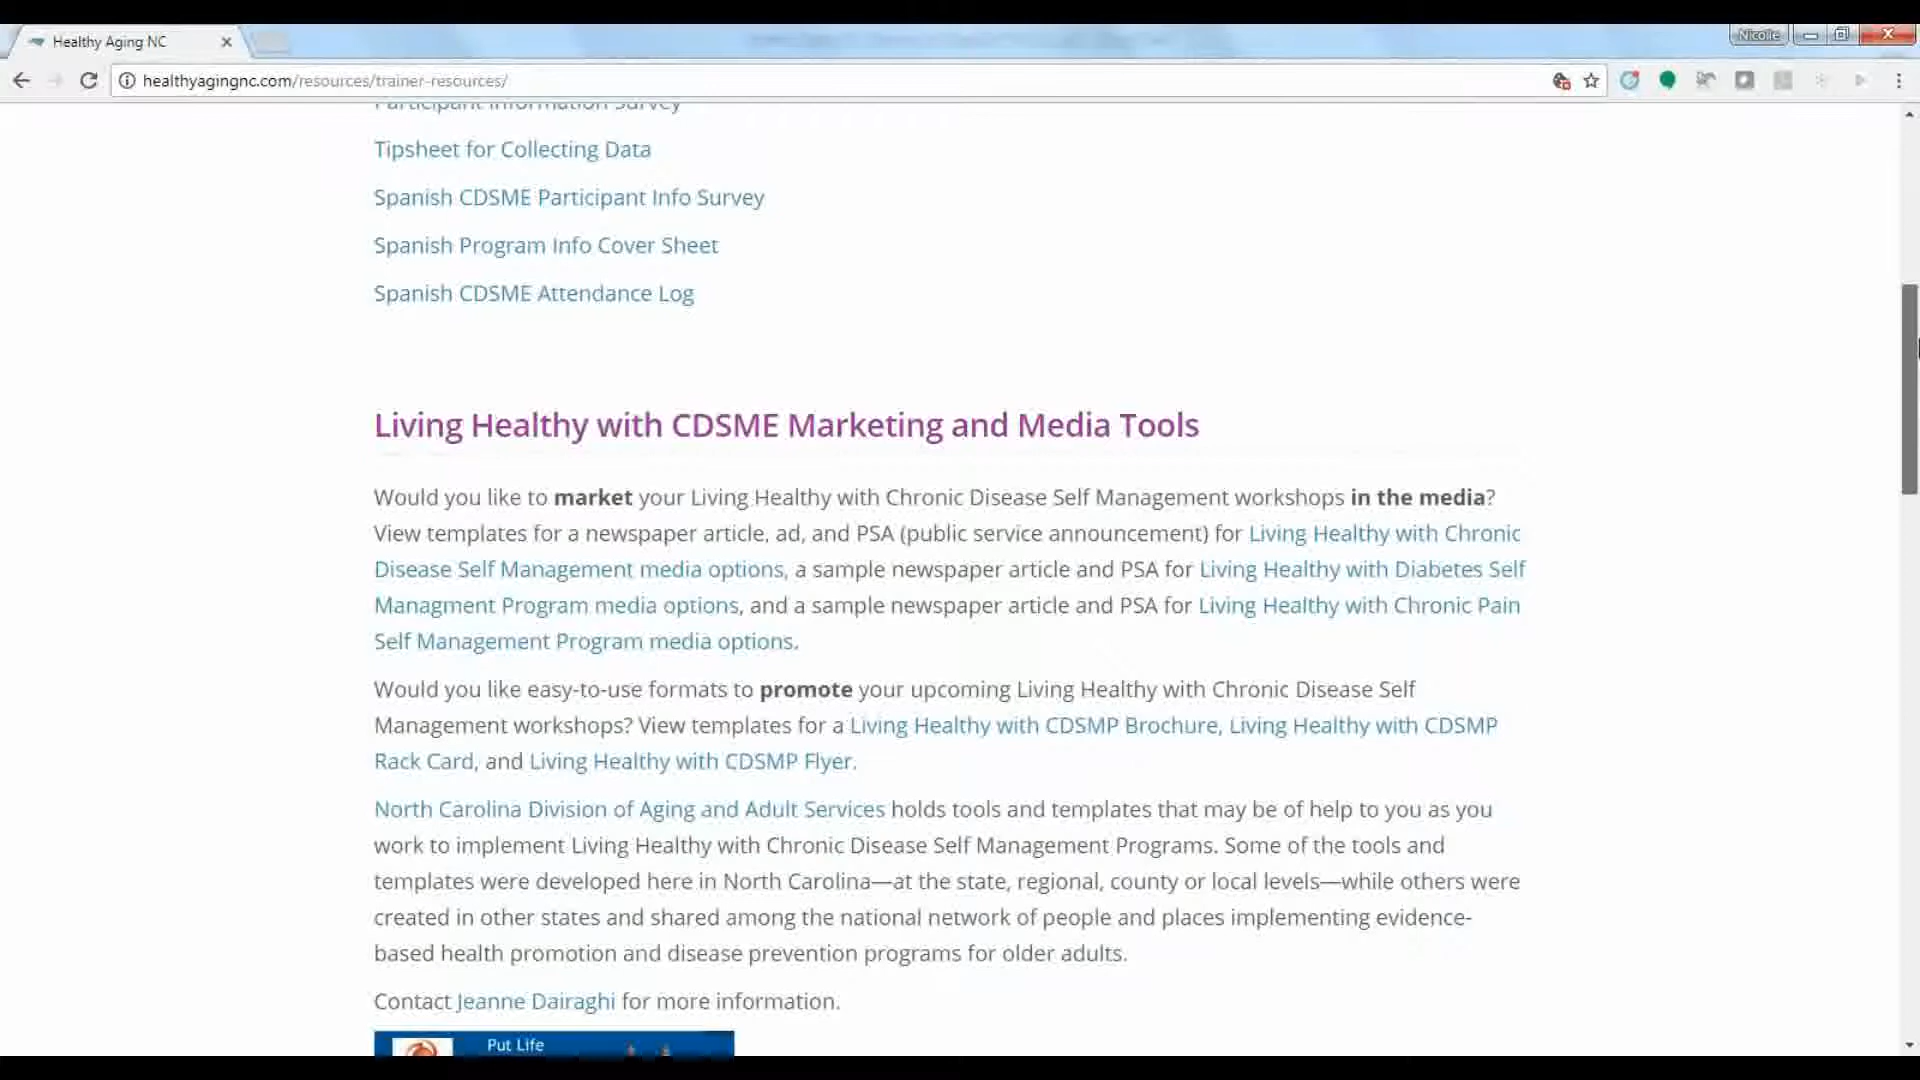 Healthy Aging NC
Nicolle
healthyagingnc.com/resources/trainer-resources/
Participant Information Survey
Tipsheet for Collecting Data
Spanish CDSME Participant Info Survey
Spanish Program Info Cover Sheet
Spanish CDSME Attendance Log
Living Healthy with CDSME Marketing and Media Tools
Would you like to market your Living Healthy with Chronic Disease Self Management workshops in the media?
View templates for a newspaper article, ad, and PSA (public service announcement) for Living Healthy with Chronic
Disease Self Management media options, a sample newspaper article and PSA for Living Healthy with Diabetes Self
Managment Program media options, and a sample newspaper article and PSA for Living Healthy with Chronic Pain
Self Management Program media options.
Would you like easy-to-use formats to promote your upcoming Living Healthy with Chronic Disease Self
Management workshops? View templates for a Living Healthy with CDSMP Brochure, Living Healthy with CDSMP
Rack Card, and Living Healthy with CDSMP Flyer.
North Carolina Division of Aging and Adult Services holds tools and templates that may be of help to you as you
work to implement Living Healthy with Chronic Disease Self Management Programs. Some of the tools and
templates were developed here in North Carolina—at the state, regional, county or local levels—while others were
created in other states and shared among the national network of people and places implementing evidence-
based health promotion and disease prevention programs for older adults.
Contact Jeanne Dairaghi for more information.
Put Life